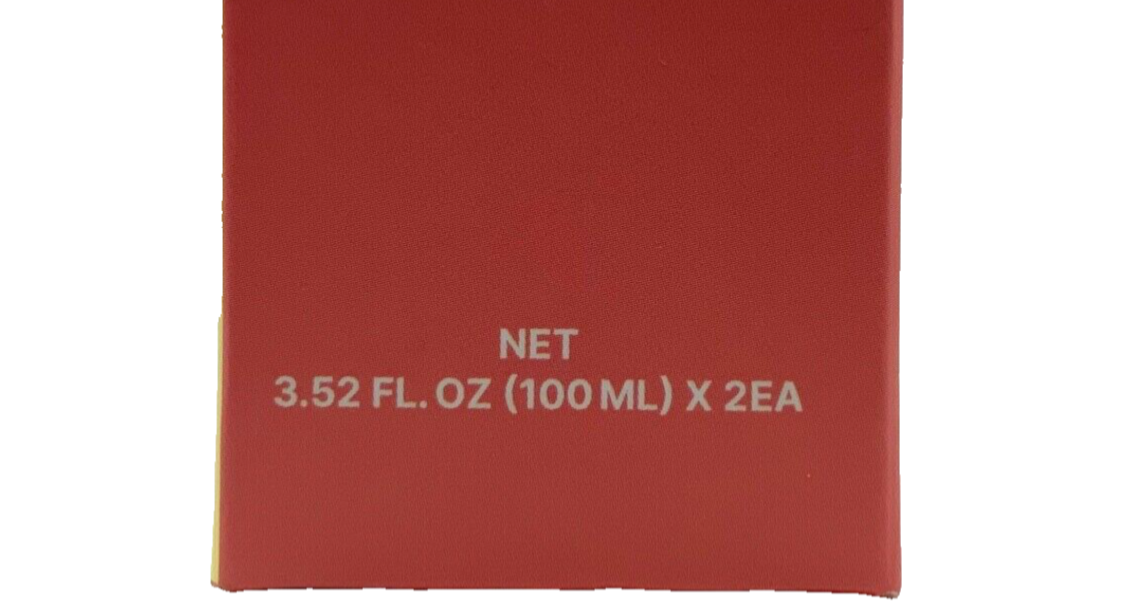 NET
3.52 FL. OZ (100 ML) X 2EA